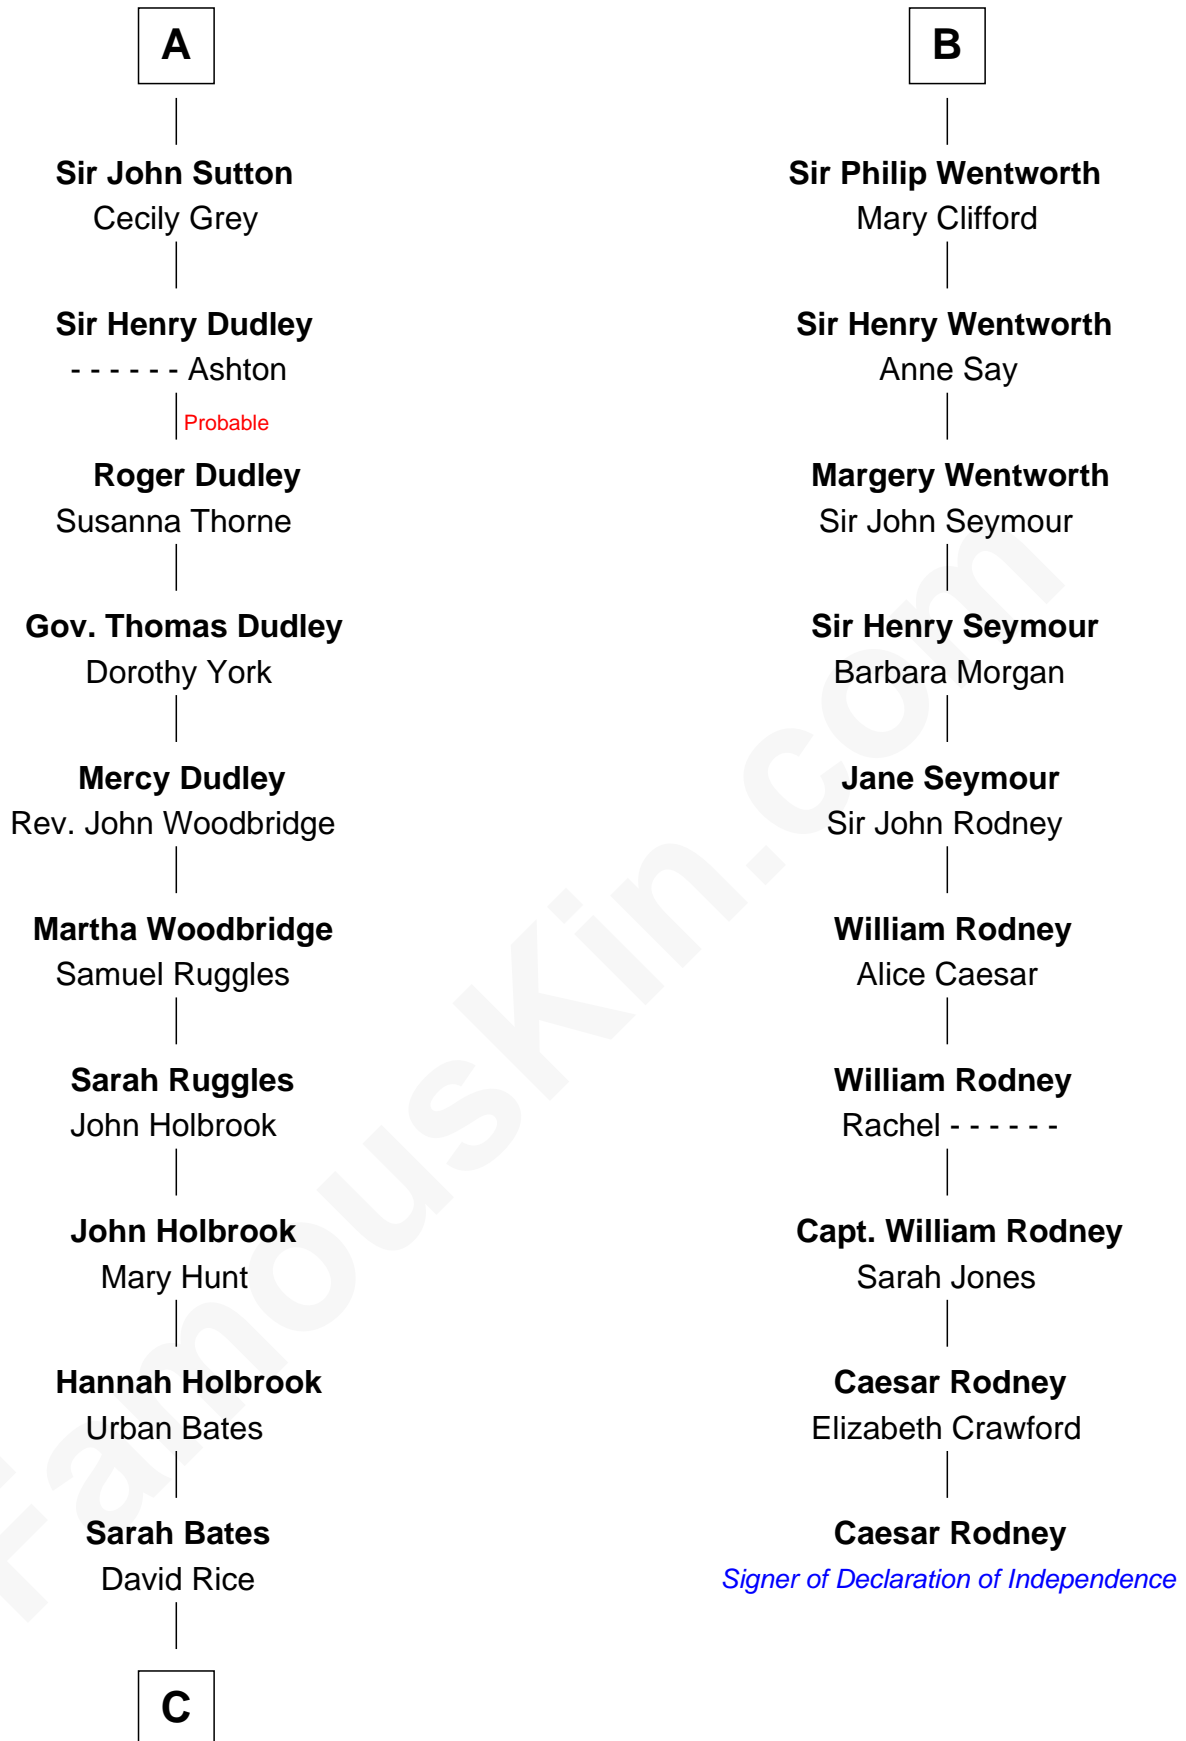 A
Sir John Sutton
Cecily Grey
Sir Henry Dudley
- - - - - - Ashton
Probable
Roger Dudley
Susanna Thorne
Gov. Thomas Dudley
Dorothy York
Mercy Dudley
Rev. John Woodbridge
Martha Woodbridge
Samuel Ruggles
Sarah Ruggles
John Holbrook
John Holbrook
Mary Hunt
Hannah Holbrook
Urban Bates
Sarah Bates
David Rice
C
B
Sir Philip Wentworth
Mary Clifford
Sir Henry Wentworth
Anne Say
Margery Wentworth
Sir John Seymour
Sir Henry Seymour
Barbara Morgan
Jane Seymour
Sir John Rodney
William Rodney
Alice Caesar
William Rodney
Rachel - - - - - -
Capt. William Rodney
Sarah Jones
Caesar Rodney
Elizabeth Crawford
Caesar Rodney
Signer of Declaration of Independence
FamousKin.com